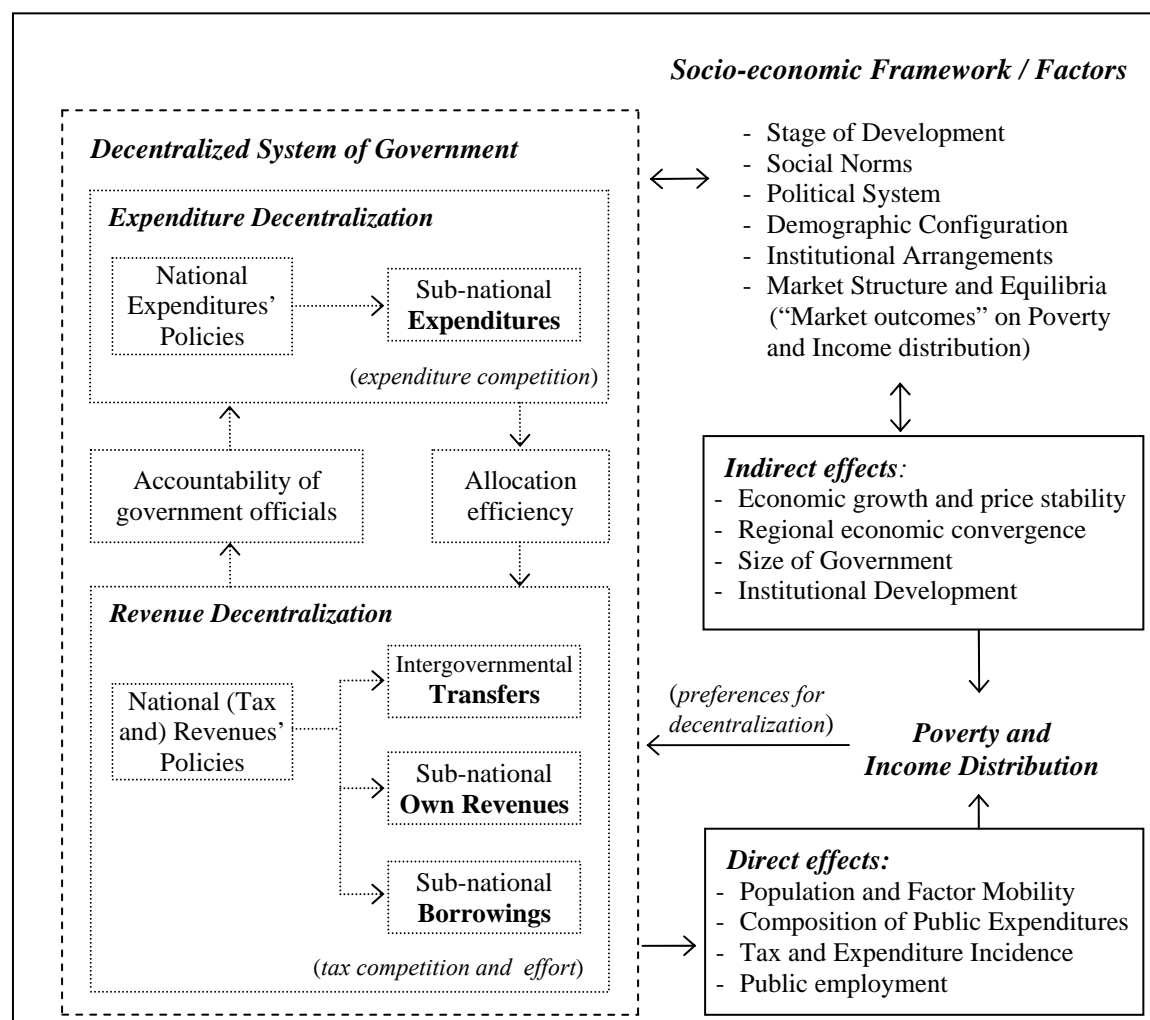 Socio-economic Framework / Factors
- Stage of Development
- Social Norms
- Political System
- Demographic Configuration
- Institutional Arrangements
- Market Structure and Equilibria
(“Market outcomes” on Poverty
and Income distribution)
Decentralized System of Government
Expenditure Decentralization
National
Expenditures’
Policies
Sub-national
Expenditures
(expenditure competition)
Accountability of
government officials
Allocation
efficiency
Revenue Decentralization
National (Tax
and) Revenues’
Policies
Intergovernmental
Transfers
Sub-national
Own Revenues
Sub-national
Borrowings
(tax competition and effort)
Indirect effects:
- Economic growth and price stability
- Regional economic convergence
- Size of Government
- Institutional Development
(preferences for
decentralization)
Poverty and
Income Distribution
Direct effects:
- Population and Factor Mobility
- Composition of Public Expenditures
- Tax and Expenditure Incidence
- Public employment